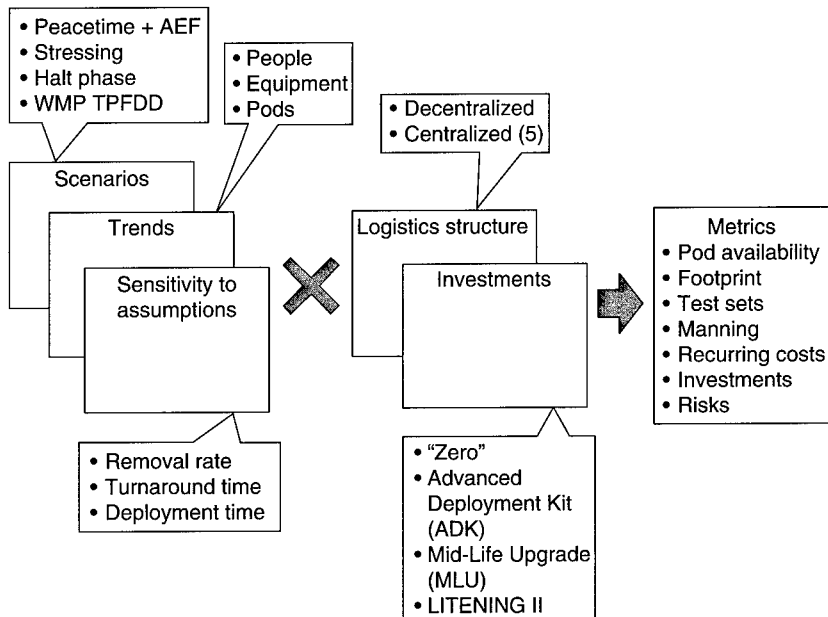 • Peacetime + AEF
• Stressing
• Halt phase
• WMP TPFDD
• People
• Equipment
• Pods
• Decentralized
• Centralized (5)
Scenarios
Trends
Sensitivity to
assumptions
Logistics structure
Investments
Metrics
• Pod availability
• Footprint
• Test sets
• Manning
• Recurring costs
• Investments
• Risks
• Removal rate
• Turnaround time
• Deployment time
• “Zero”
• Advanced
Deployment Kit
(ADK)
• Mid-Life Upgrade
(MLU)
• LITENING II